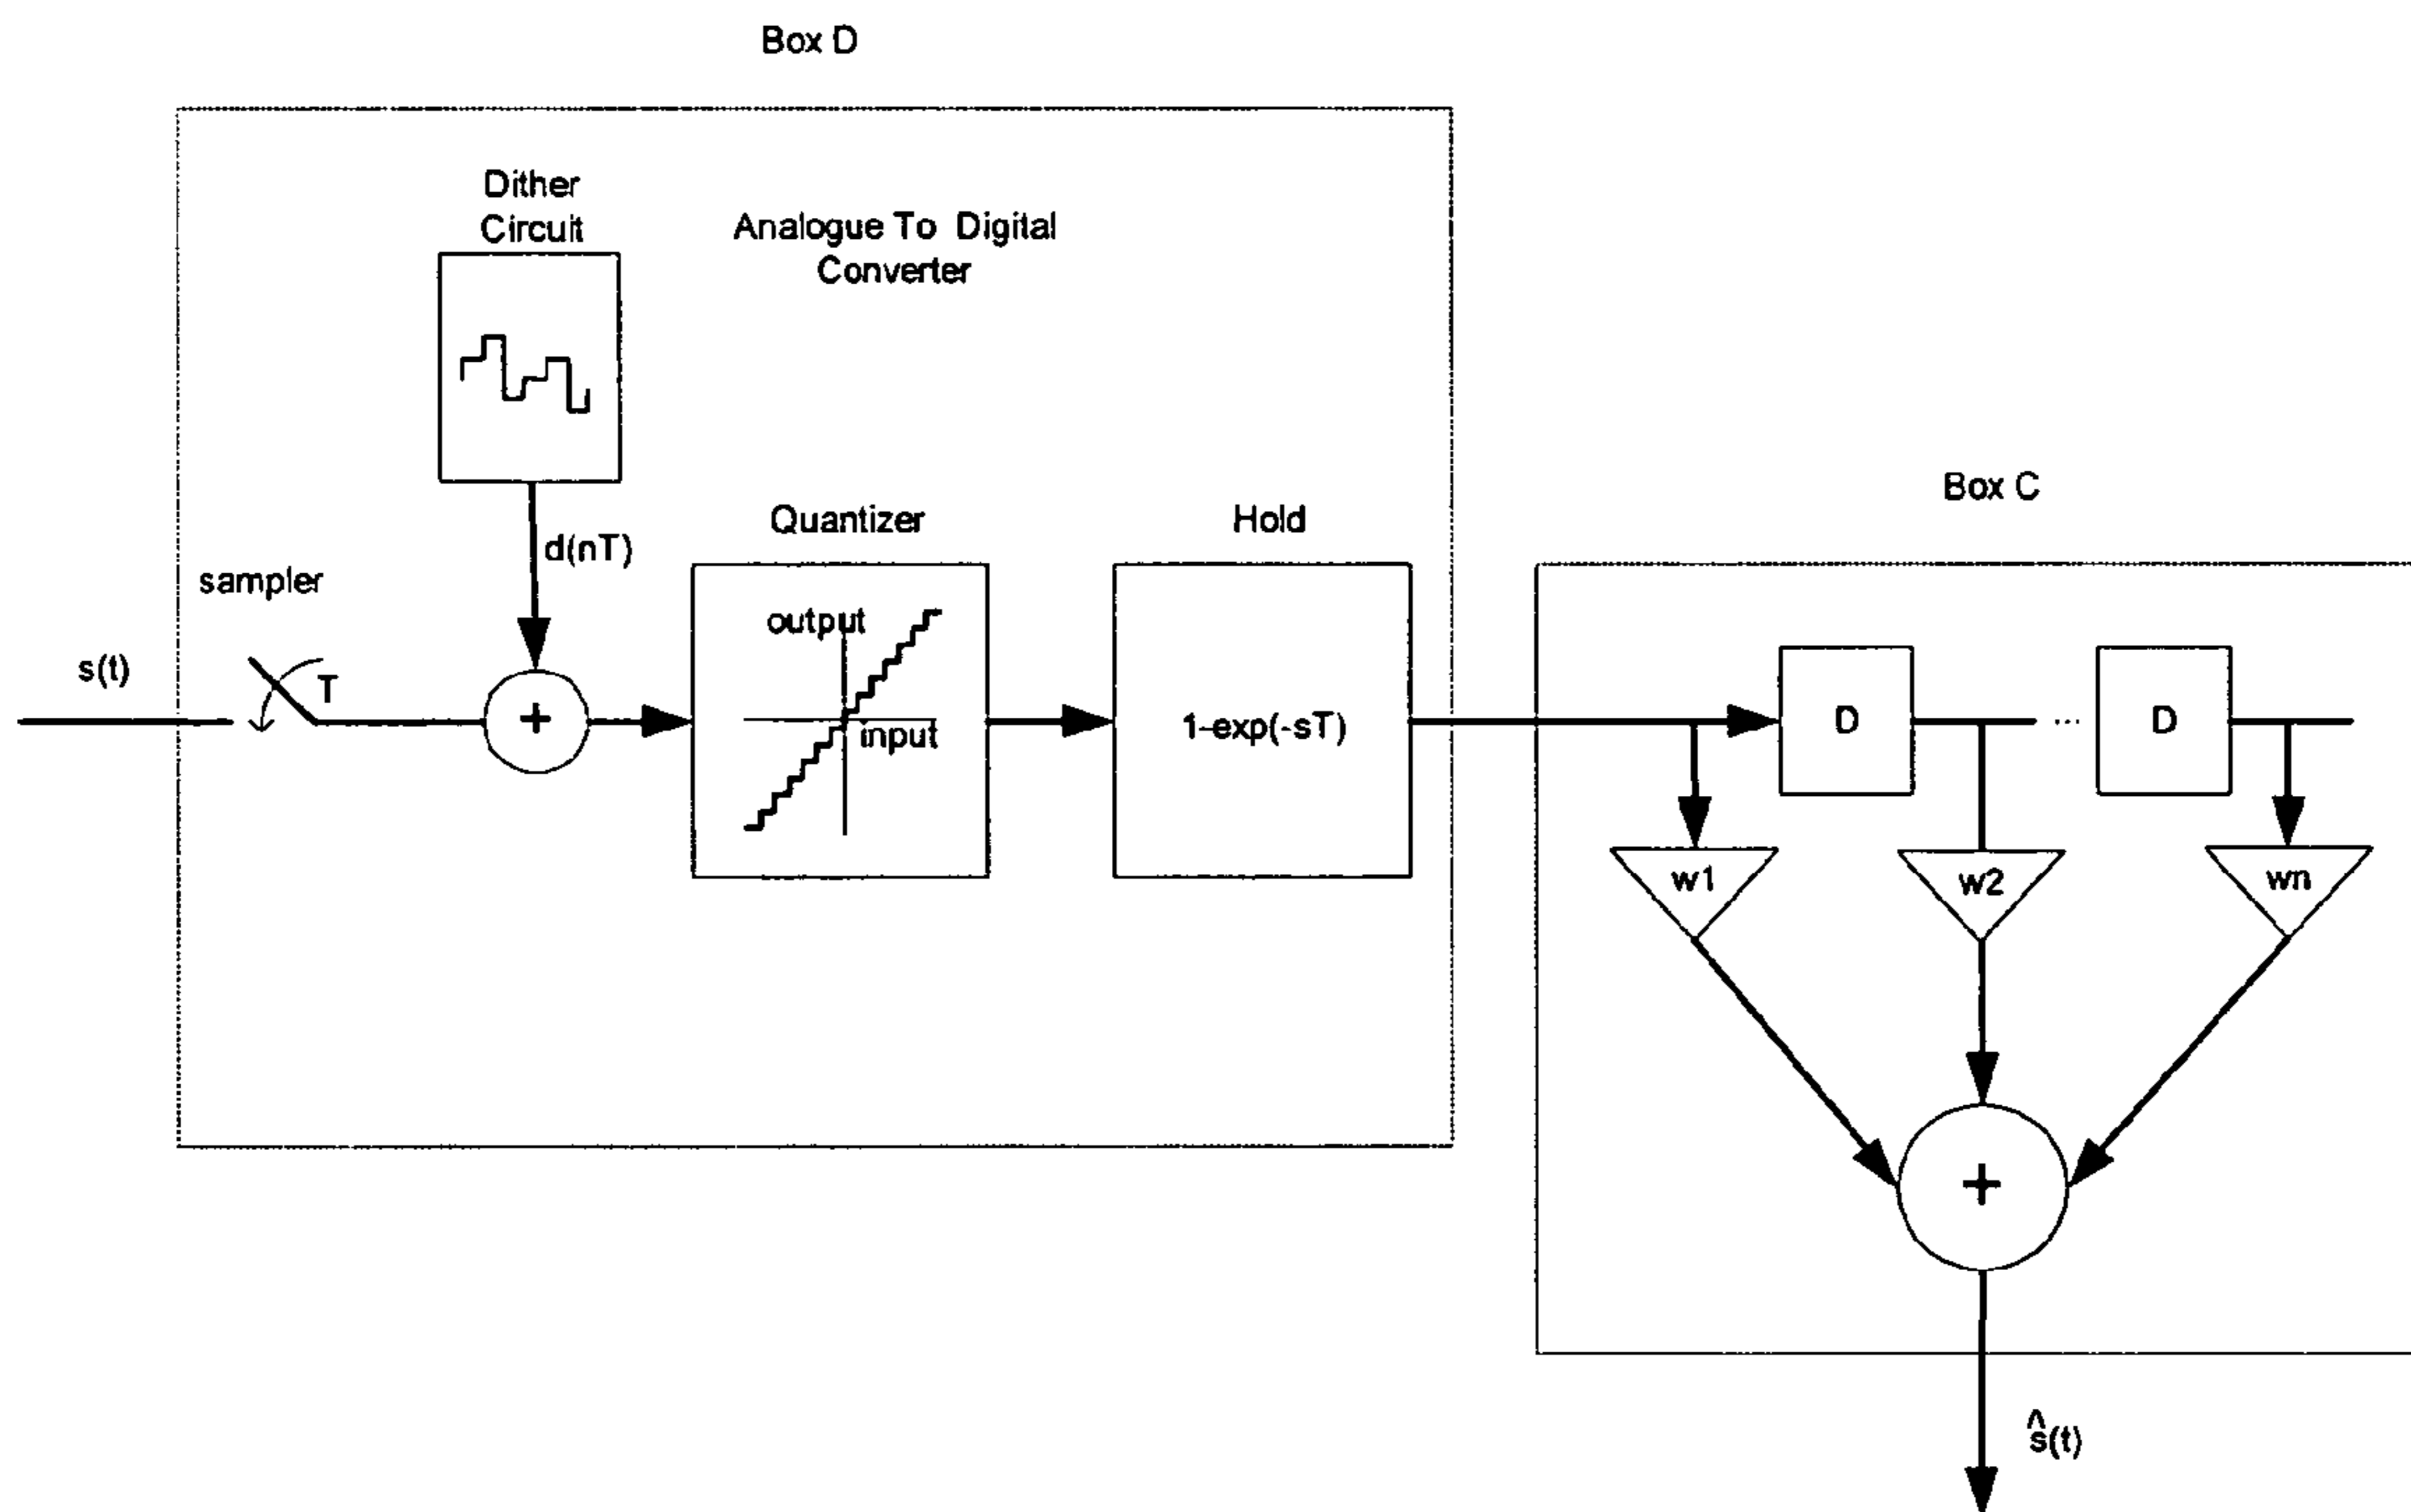 Box D
Dither
Circuit
Analogue To Digital
Converter
d(nT)
Quantizer
Hold
Box C
sampler
s(t)
T
+
output
input
1-exp(-sT)
D
...
D
w1
w2
wn
+
ŝ(t)